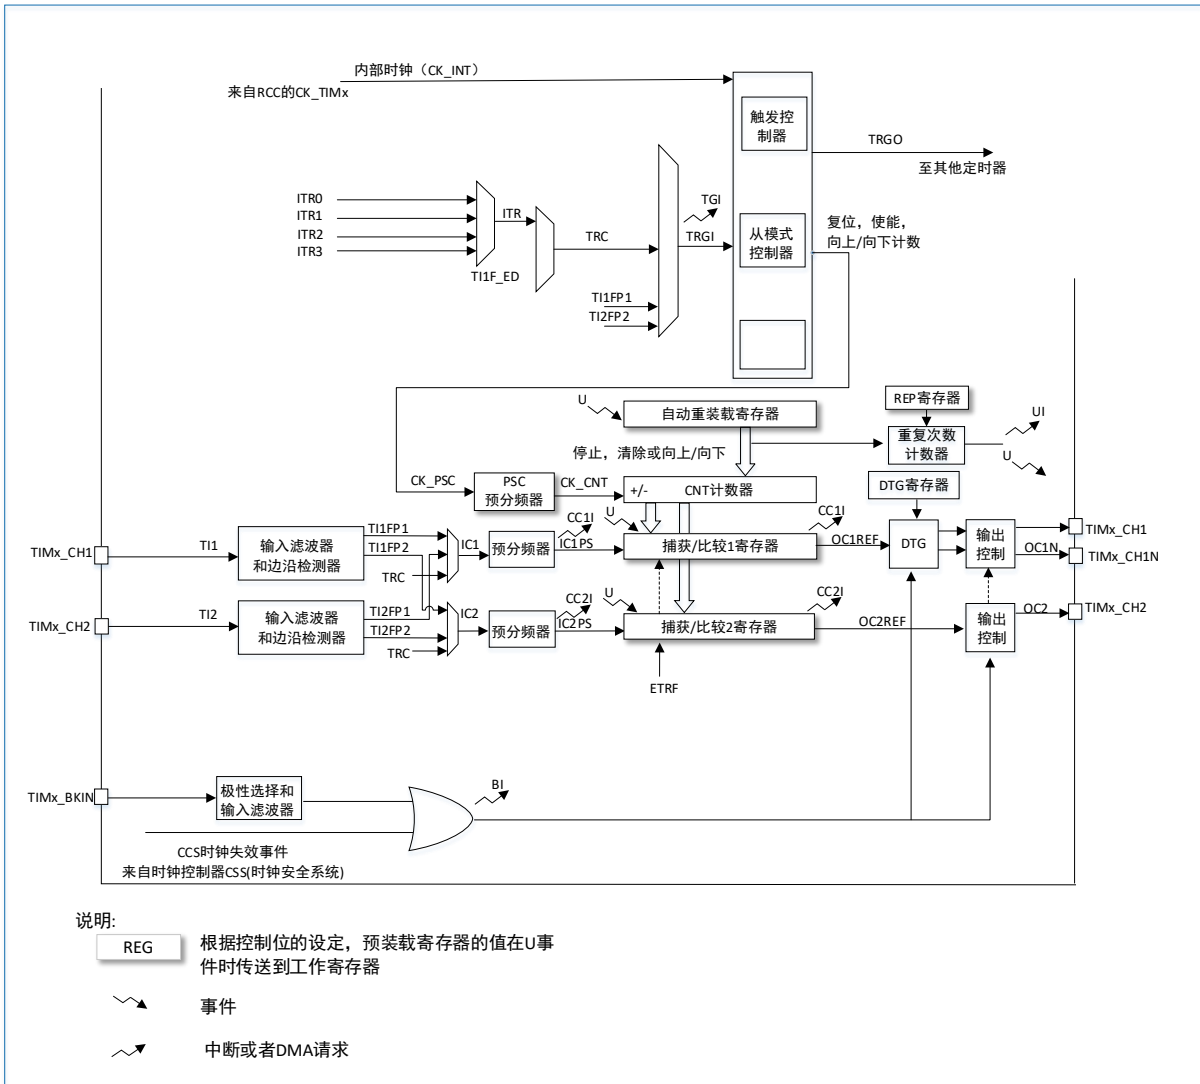 内部时钟（CK_INT）
来自RCC的CK_TIMx
触发控
制器
TRGO
至其他定时器
ITR0
ITR1
ITR2
ITR3
ITR
TI1F_ED
TRC
TGI
TRGI
TI1FP1
TI2FP2
从模式
控制器
复位，使能，
向上/向下计数
U
自动重装载寄存器
REP寄存器
重复次数
计数器
UI
U
停止，清除或向上/向下
CK_PSC
PSC
预分频器
CK_CNT
+/-
CNT计数器
DTG寄存器
TIMx_CH1
TI1
输入滤波器
和边沿检测器
TI1FP1
TI1FP2
TRC
IC1
预分频器
CC1I
IC1PS
U
捕获/比较1寄存器
CC1I
OC1REF
DTG
输出
控制
OC1N
TIMx_CH1
TIMx_CH1N
TIMx_CH2
TI2
输入滤波器
和边沿检测器
TI2FP1
TI2FP2
TRC
IC2
预分频器
CC2I
IC2PS
U
捕获/比较2寄存器
CC2I
OC2REF
输出
控制
OC2
TIMx_CH2
ETRF
TIMx_BKIN
极性选择和
输入滤波器
BI
CCS时钟失效事件
来自时钟控制器CSS(时钟安全系统)
说明:
REG
根据控制位的设定，预装载寄存器的值在U事
件时传送到工作寄存器
事件
中断或者DMA请求